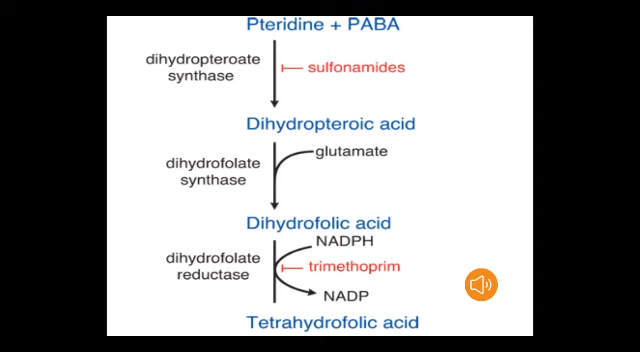 Pteridine + PABA
dihydropteroate
synthase
sulfonamides
Dihydropteroic acid
glutamate
dihydrofolate
synthase
Dihydrofolic acid
NADPH
dihydrofolate
reductase
trimethoprim
NADP
Tetrahydrofolic acid